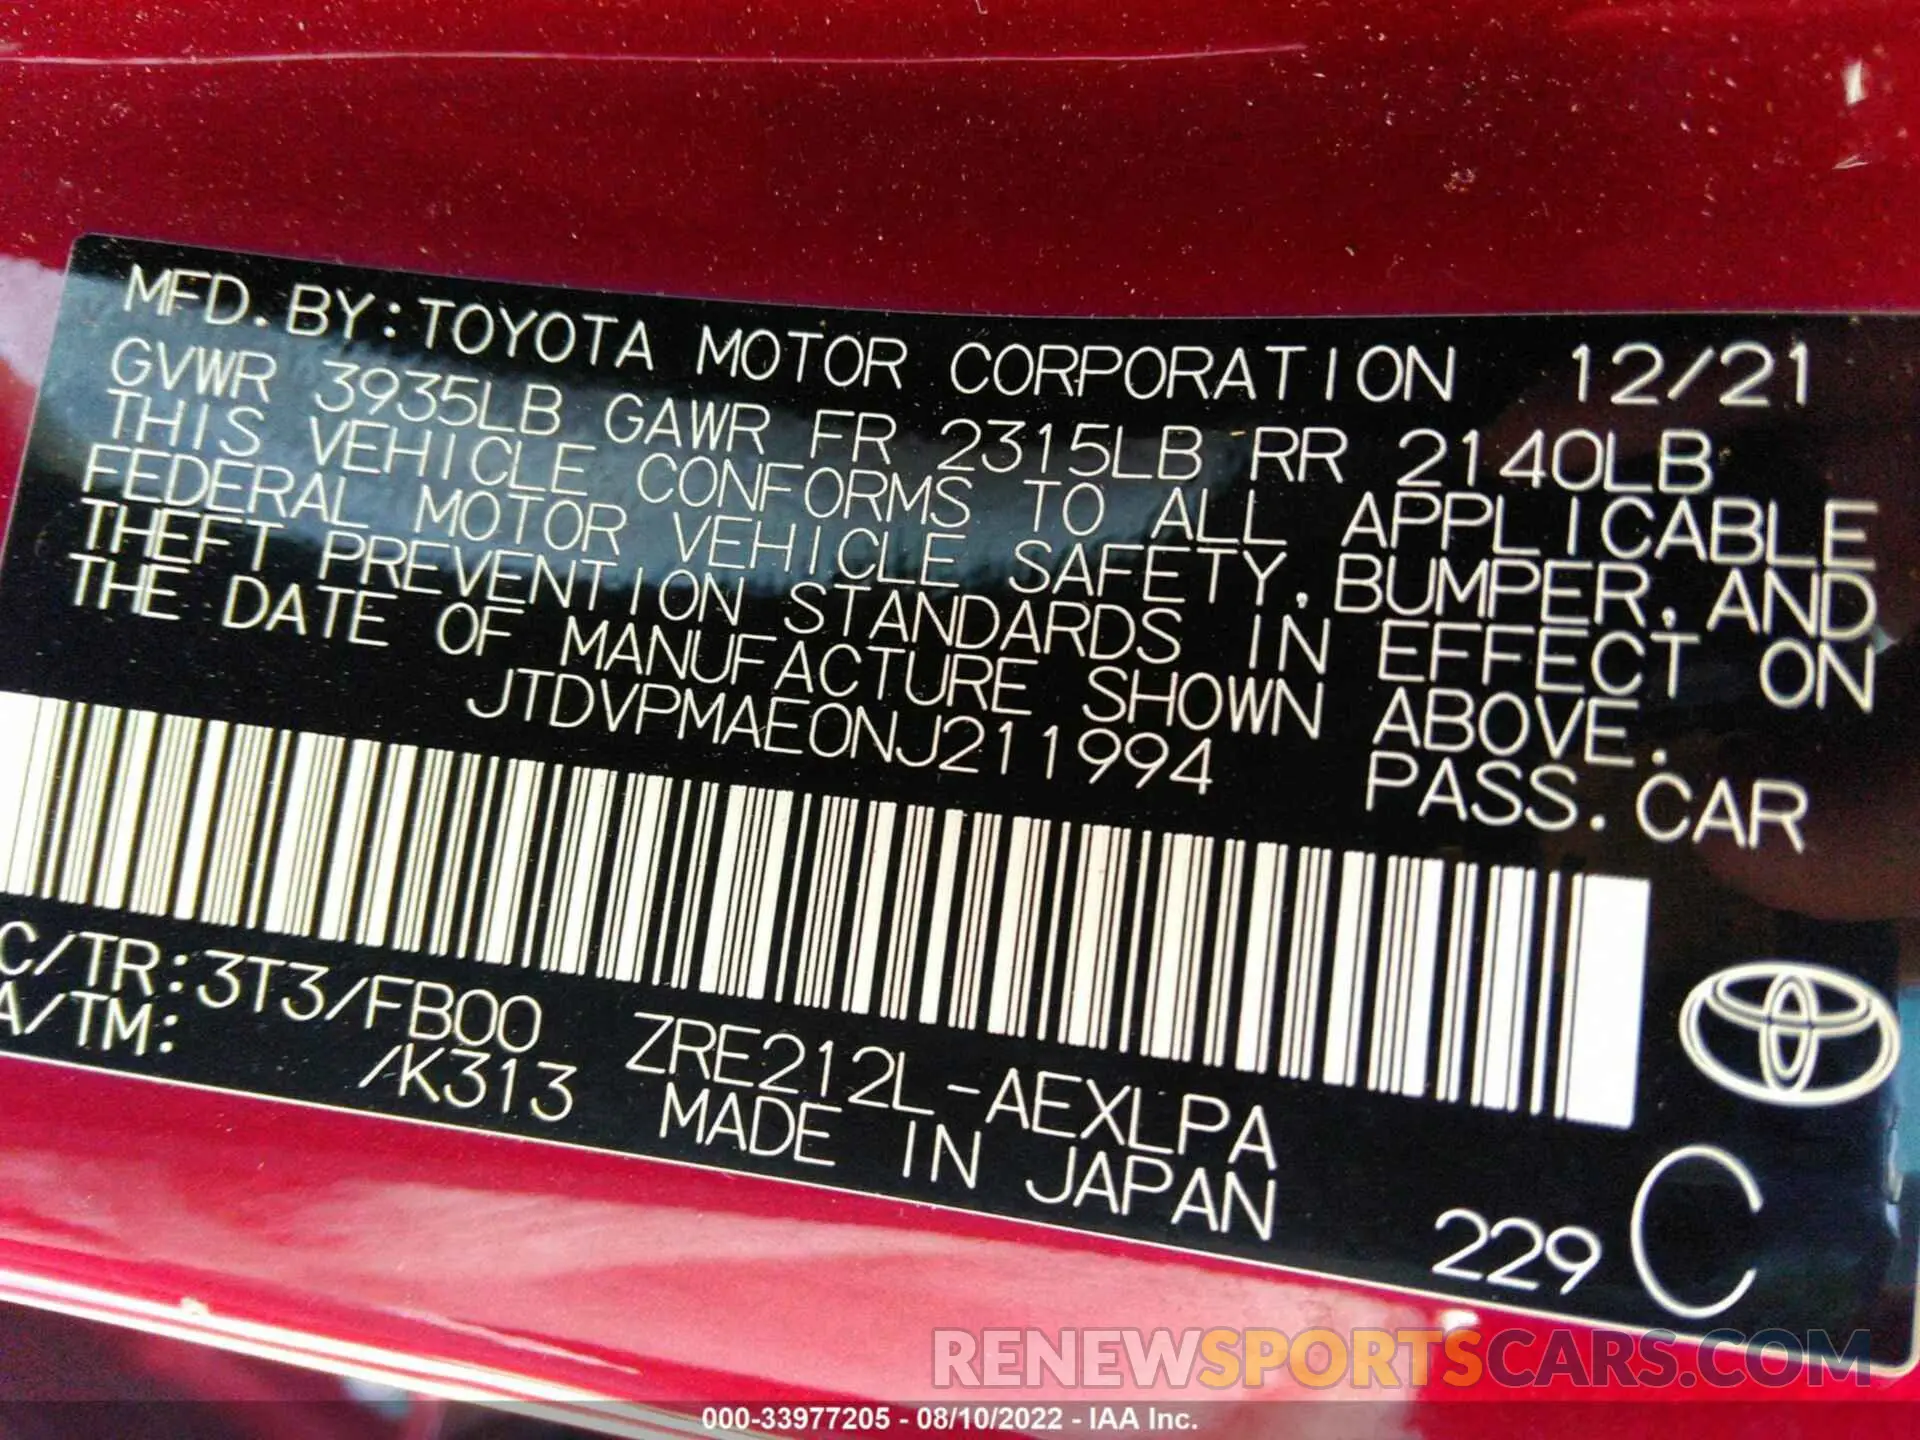 MFD. BY: TOYOTA MOTOR CORPORATION 12/21
GVWR 3935LB GAWR FR 2315LB RR 2140LB
THIS VEHICLE CONFORMS TO ALL APPLICABLE
FEDERAL MOTOR VEHICLE SAFETY, BUMPER, AND
THEFT PREVENTION STANDARDS IN EFFECT ON
THE DATE OF MANUFACTURE SHOWN ABOVE.
JTDVPMAE0NJ211994 PASS. CAR
C/TR: 3T3/FB00 ZRE212L-AEXLPA
A/TM: /K313 MADE IN JAPAN
229 C
RENEWSPORTSCARS.COM
000-33977205 - 08/10/2022 - IAA Inc.